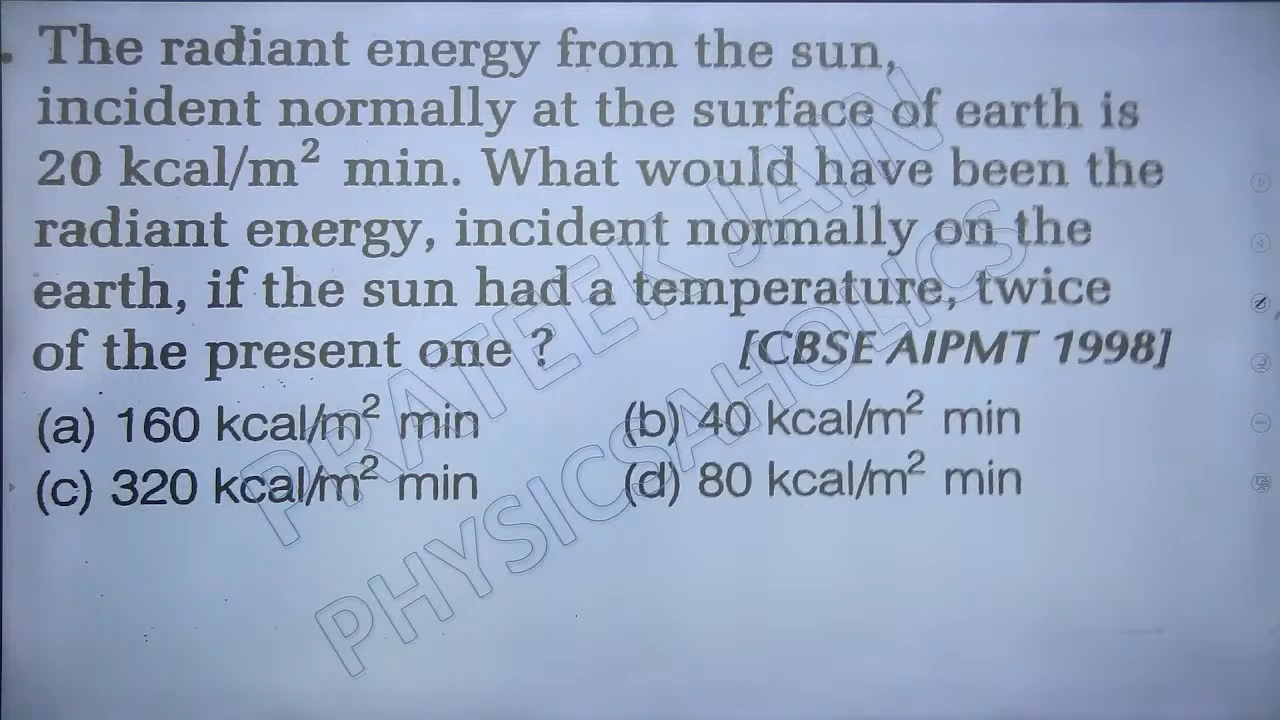 . The radiant energy from the sun,
incident normally at the surface of earth is
20 kcal/m² min. What would have been the
radiant energy, incident normally on the
earth, if the sun had a temperature, twice
of the present one ? [CBSE AIPMT 1998]
(a) 160 kcal/m² min (b) 40 kcal/m² min
(c) 320 kcal/m² min (d) 80 kcal/m² min
PRATEEK JAIN
PHYSICSAHOLICS